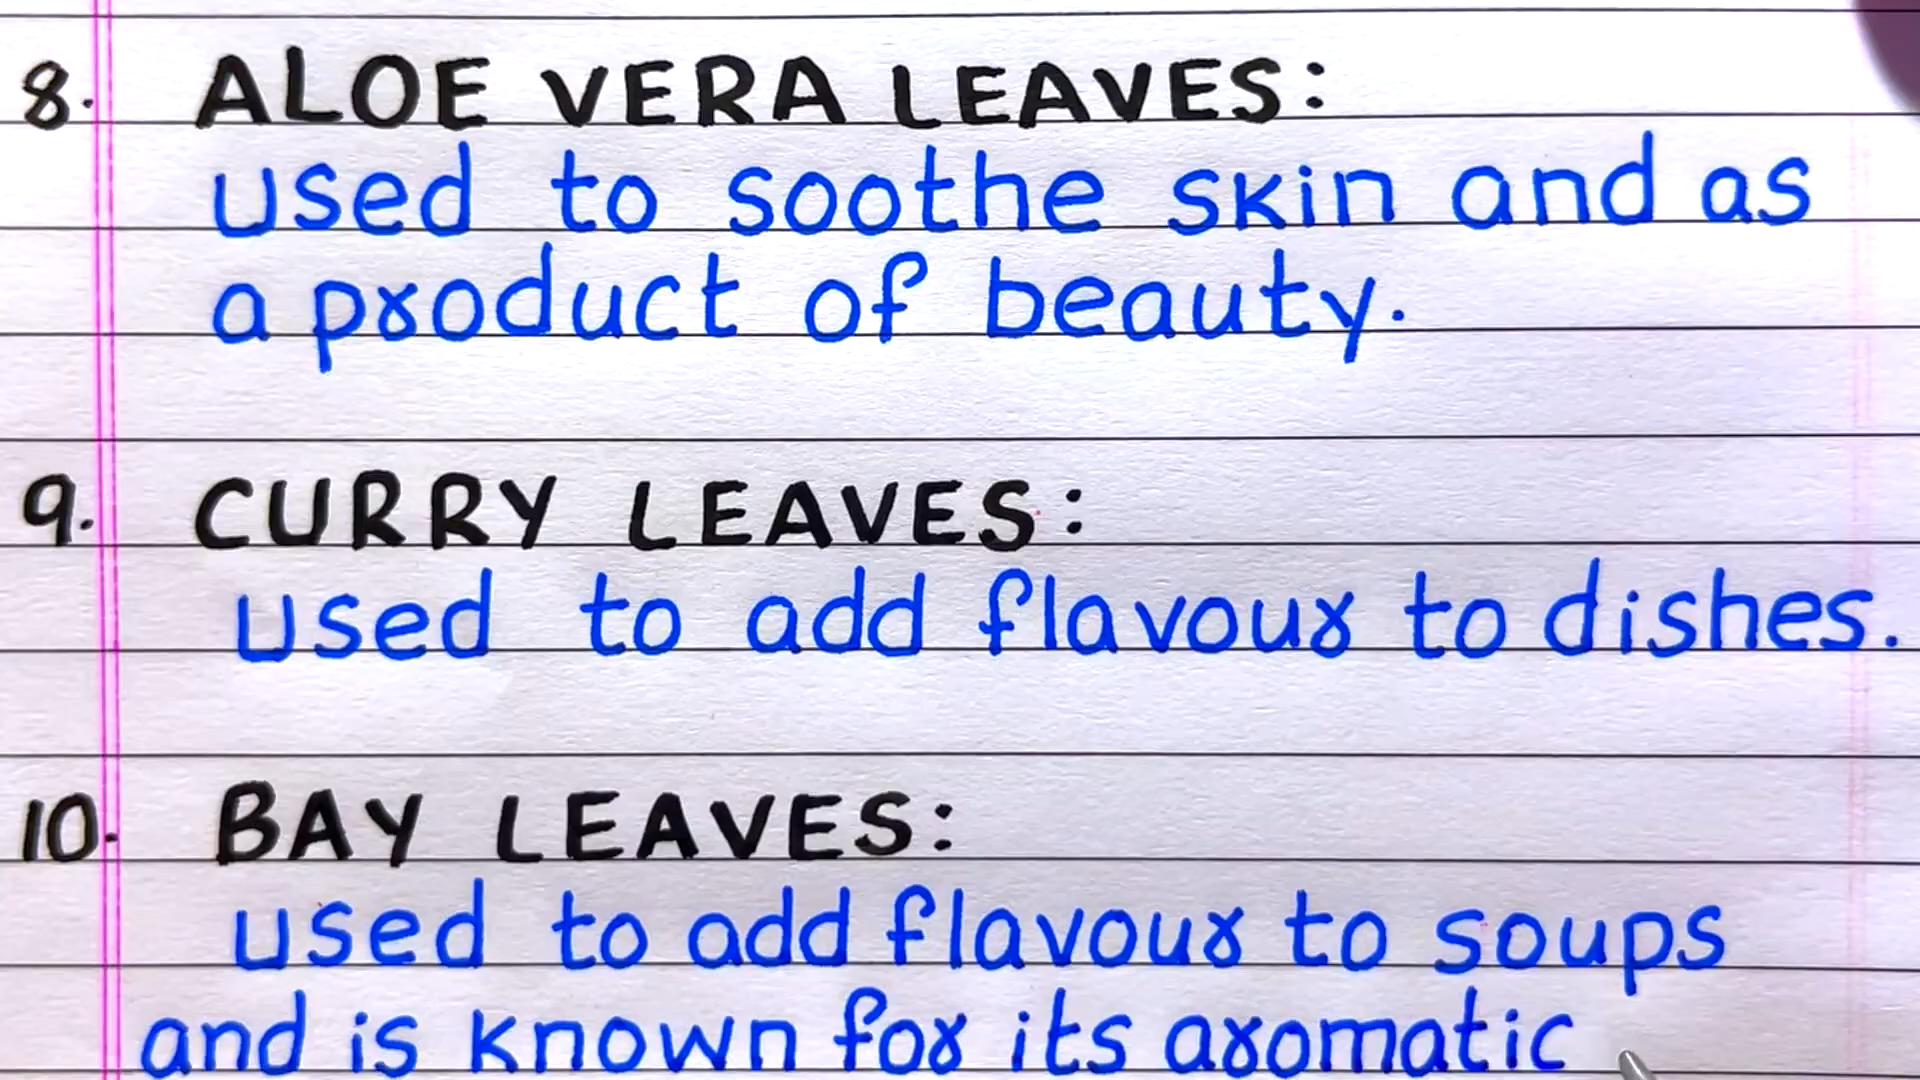 8. ALOE VERA LEAVES:
used to soothe skin and as
a product of beauty.
9. CURRY LEAVES:
used to add flavour to dishes.
10. BAY LEAVES:
used to add flavour to soups
and is known for its aromatic